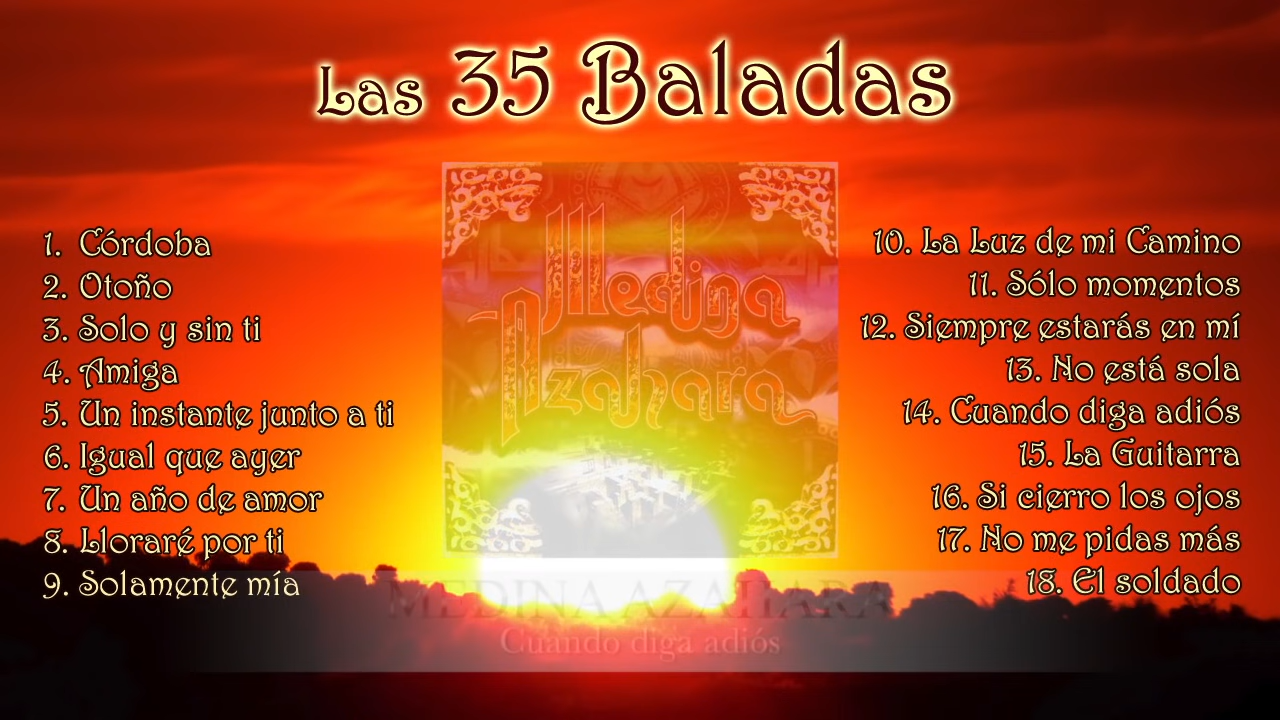 Las 35 Baladas
1. Córdoba
2. Otoño
3. Solo y sin ti
4. Amiga
5. Un instante junto a ti
6. Igual que ayer
7. Un año de amor
8. Lloraré por ti
9. Solamente mía
Medina
Azahara
10. La Luz de mi Camino
11. Sólo momentos
12. Siempre estarás en mí
13. No está sola
14. Cuando diga adiós
15. La Guitarra
16. Si cierro los ojos
17. No me pidas más
18. El soldado
MEDINA AZAHARA
Cuando diga adiós